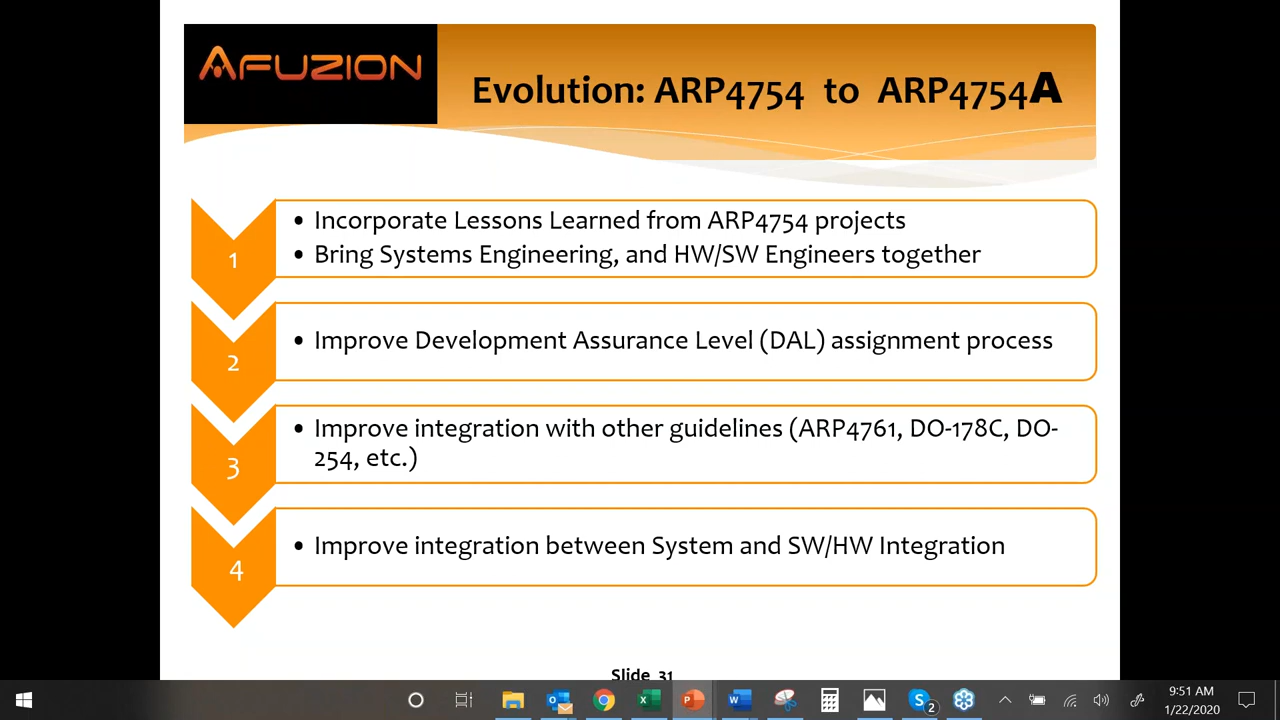 AFUZION
Evolution: ARP4754 to ARP4754A
1
• Incorporate Lessons Learned from ARP4754 projects
• Bring Systems Engineering, and HW/SW Engineers together
2
• Improve Development Assurance Level (DAL) assignment process
3
• Improve integration with other guidelines (ARP4761, DO-178C, DO-
254, etc.)
4
• Improve integration between System and SW/HW Integration
Slide 31
2
9:51 AM
1/22/2020